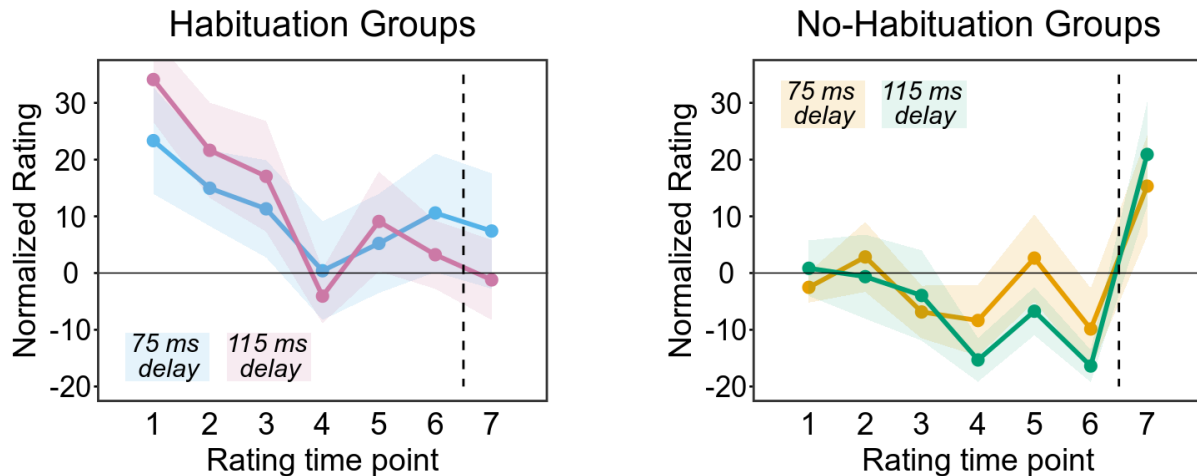 Habituation Groups
Normalized Rating
30
20
10
0
-10
-20
75 ms
delay
115 ms
delay
1 2 3 4 5 6 7
Rating time point
No-Habituation Groups
Normalized Rating
30
20
10
0
-10
-20
75 ms
delay
115 ms
delay
1 2 3 4 5 6 7
Rating time point